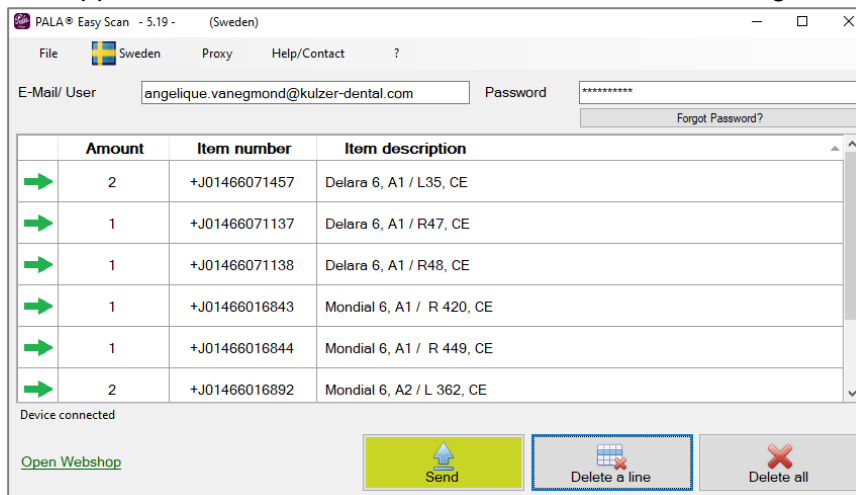 PALA® Easy Scan - 5.19 - (Sweden)
File Sweden Proxy Help/Contact ?
E-Mail/ User angelique.vanegmond@kulzer-dental.com Password **********
Forgot Password?
Amount Item number Item description
2 +J01466071457 Delara 6, A1 / L35, CE
1 +J01466071137 Delara 6, A1 / R47, CE
1 +J01466071138 Delara 6, A1 / R48, CE
1 +J01466016843 Mondial 6, A1 / R 420, CE
1 +J01466016844 Mondial 6, A1 / R 449, CE
2 +J01466016892 Mondial 6, A2 / L 362, CE
Device connected
Open Webshop Send Delete a line Delete all